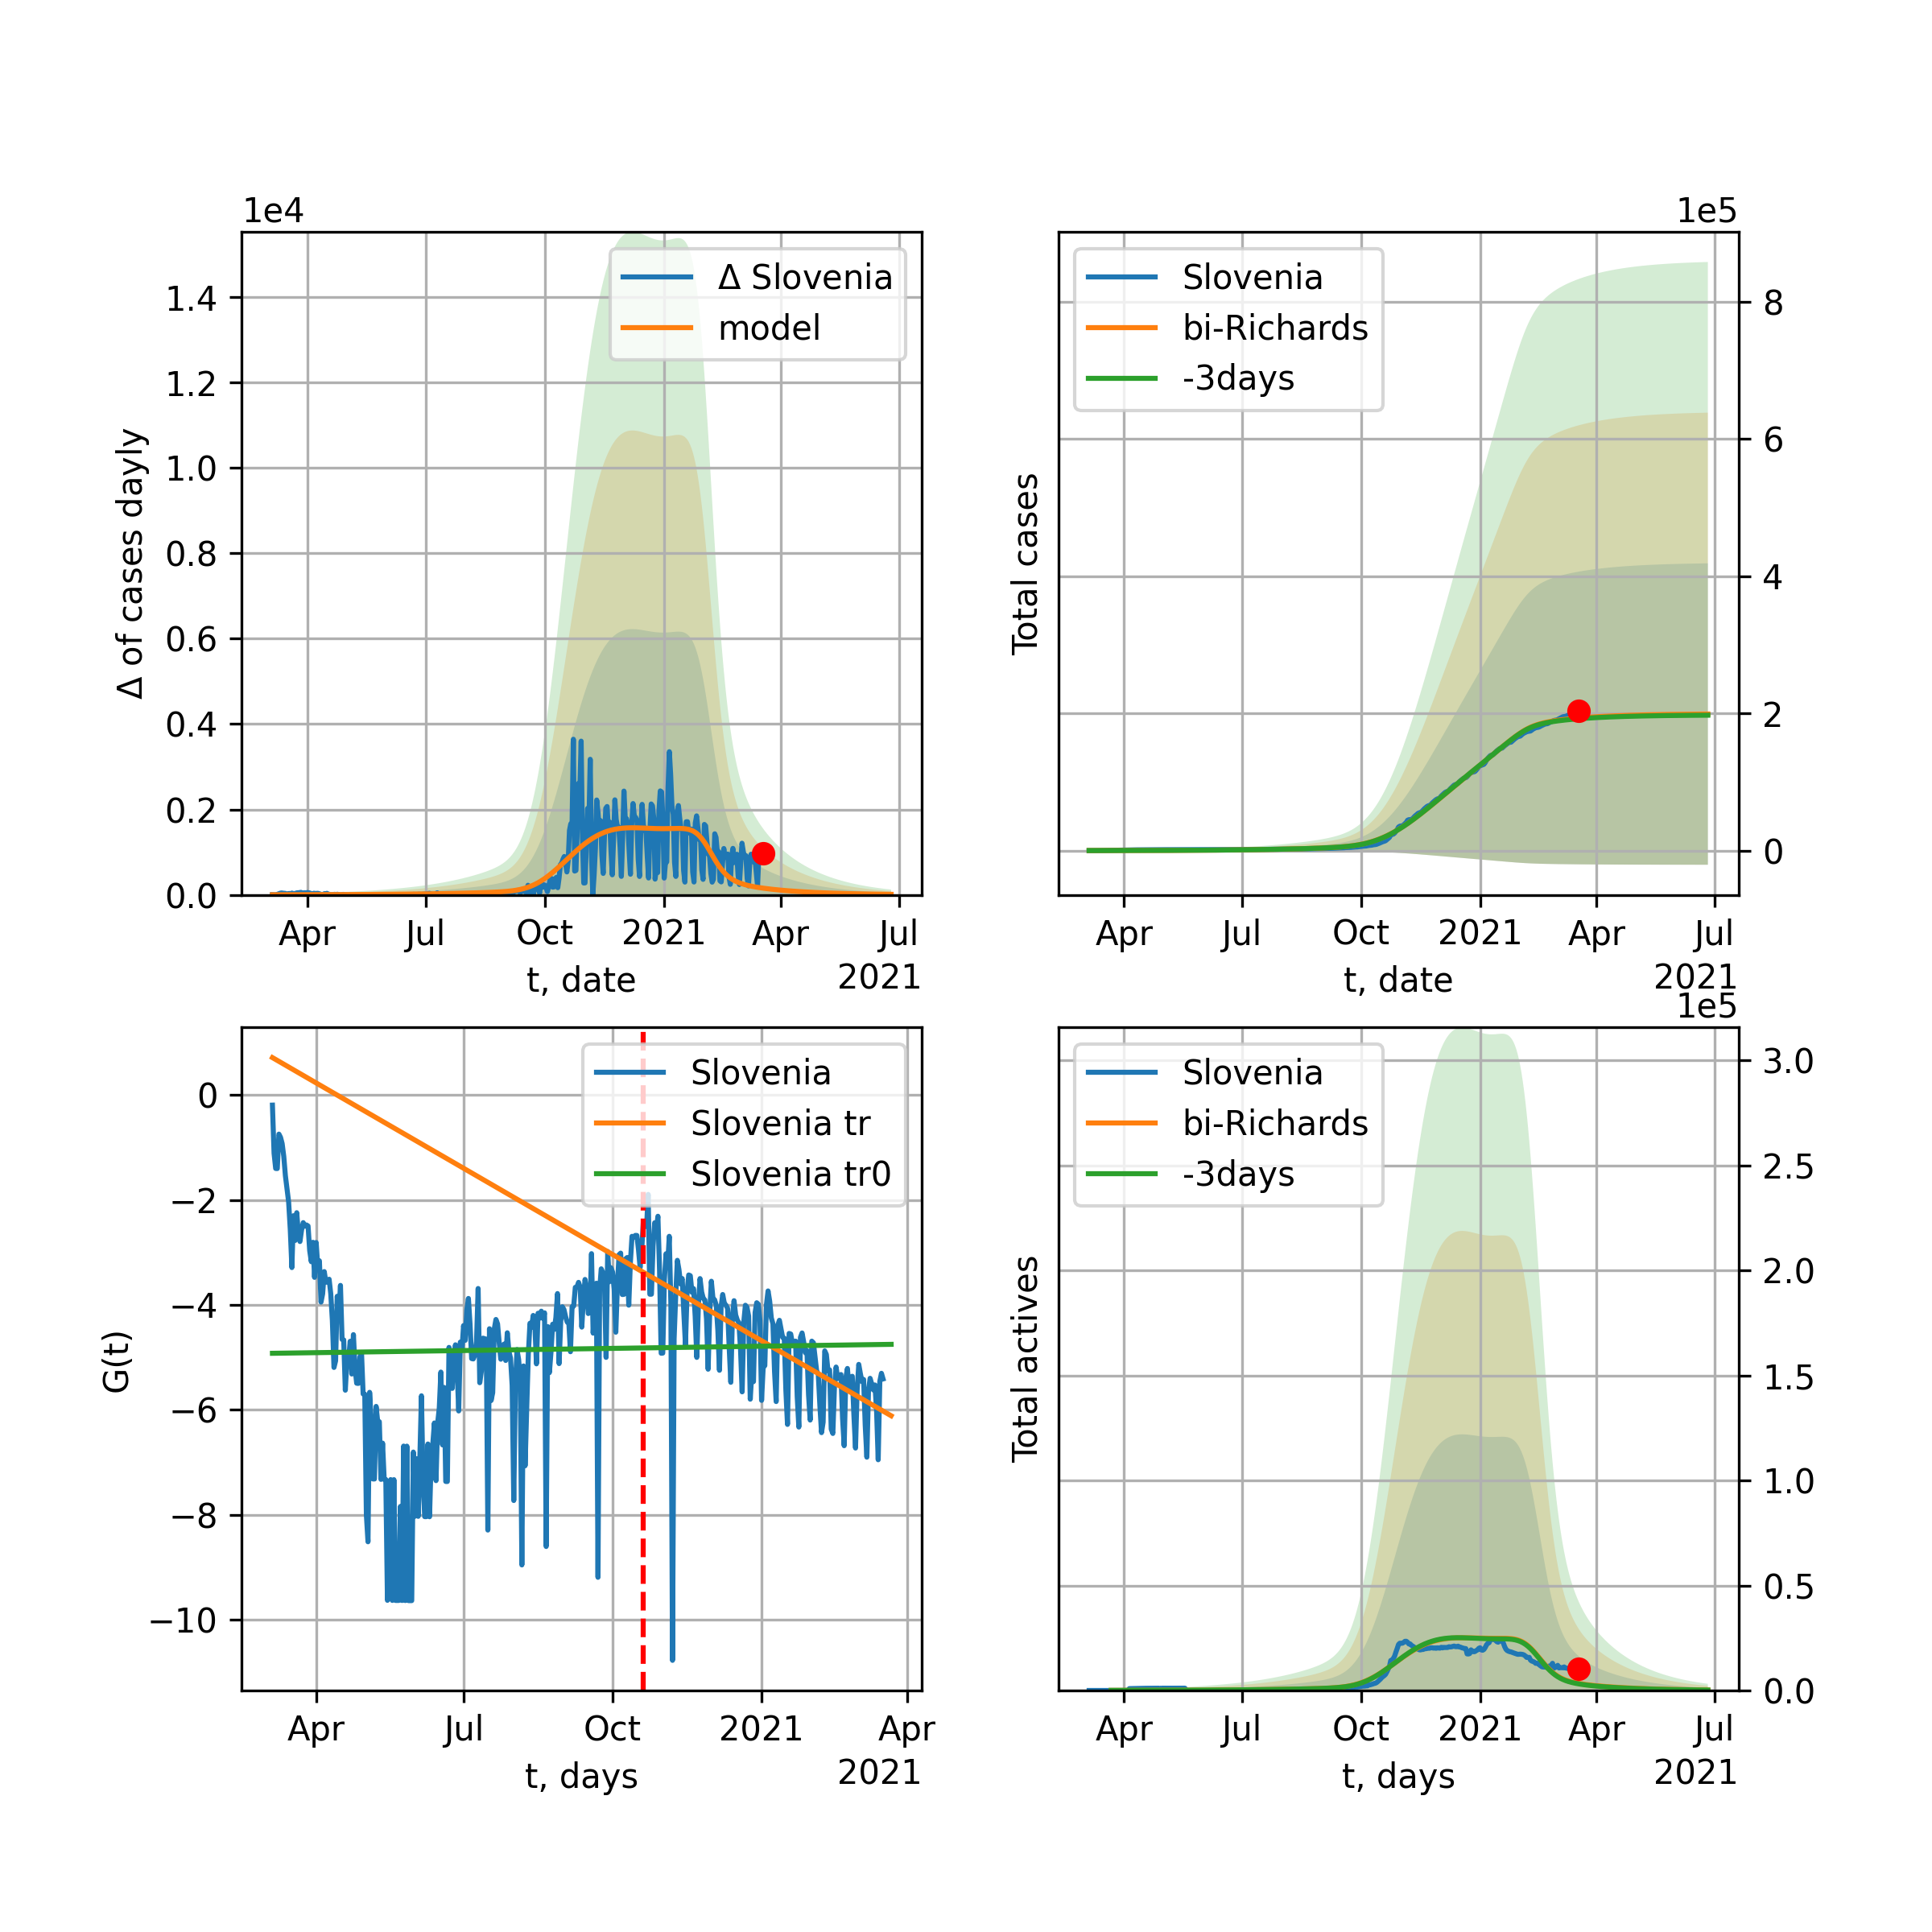 1e4
Δ of cases dayly
1.4
1.2
1.0
0.8
0.6
0.4
0.2
0.0
Δ Slovenia
model
Apr Jul Oct 2021 Apr Jul
2021
t, date
1e5
Total cases
Slovenia
bi-Richards
-3days
8
6
4
2
0
Apr Jul Oct 2021 Apr Jul
2021
t, date
G(t)
0
−2
−4
−6
−8
−10
Slovenia
Slovenia tr
Slovenia tr0
Apr Jul Oct 2021 Apr
2021
t, days
1e5
Total actives
Slovenia
bi-Richards
-3days
3.0
2.5
2.0
1.5
1.0
0.5
0.0
Apr Jul Oct 2021 Apr Jul
2021
t, days